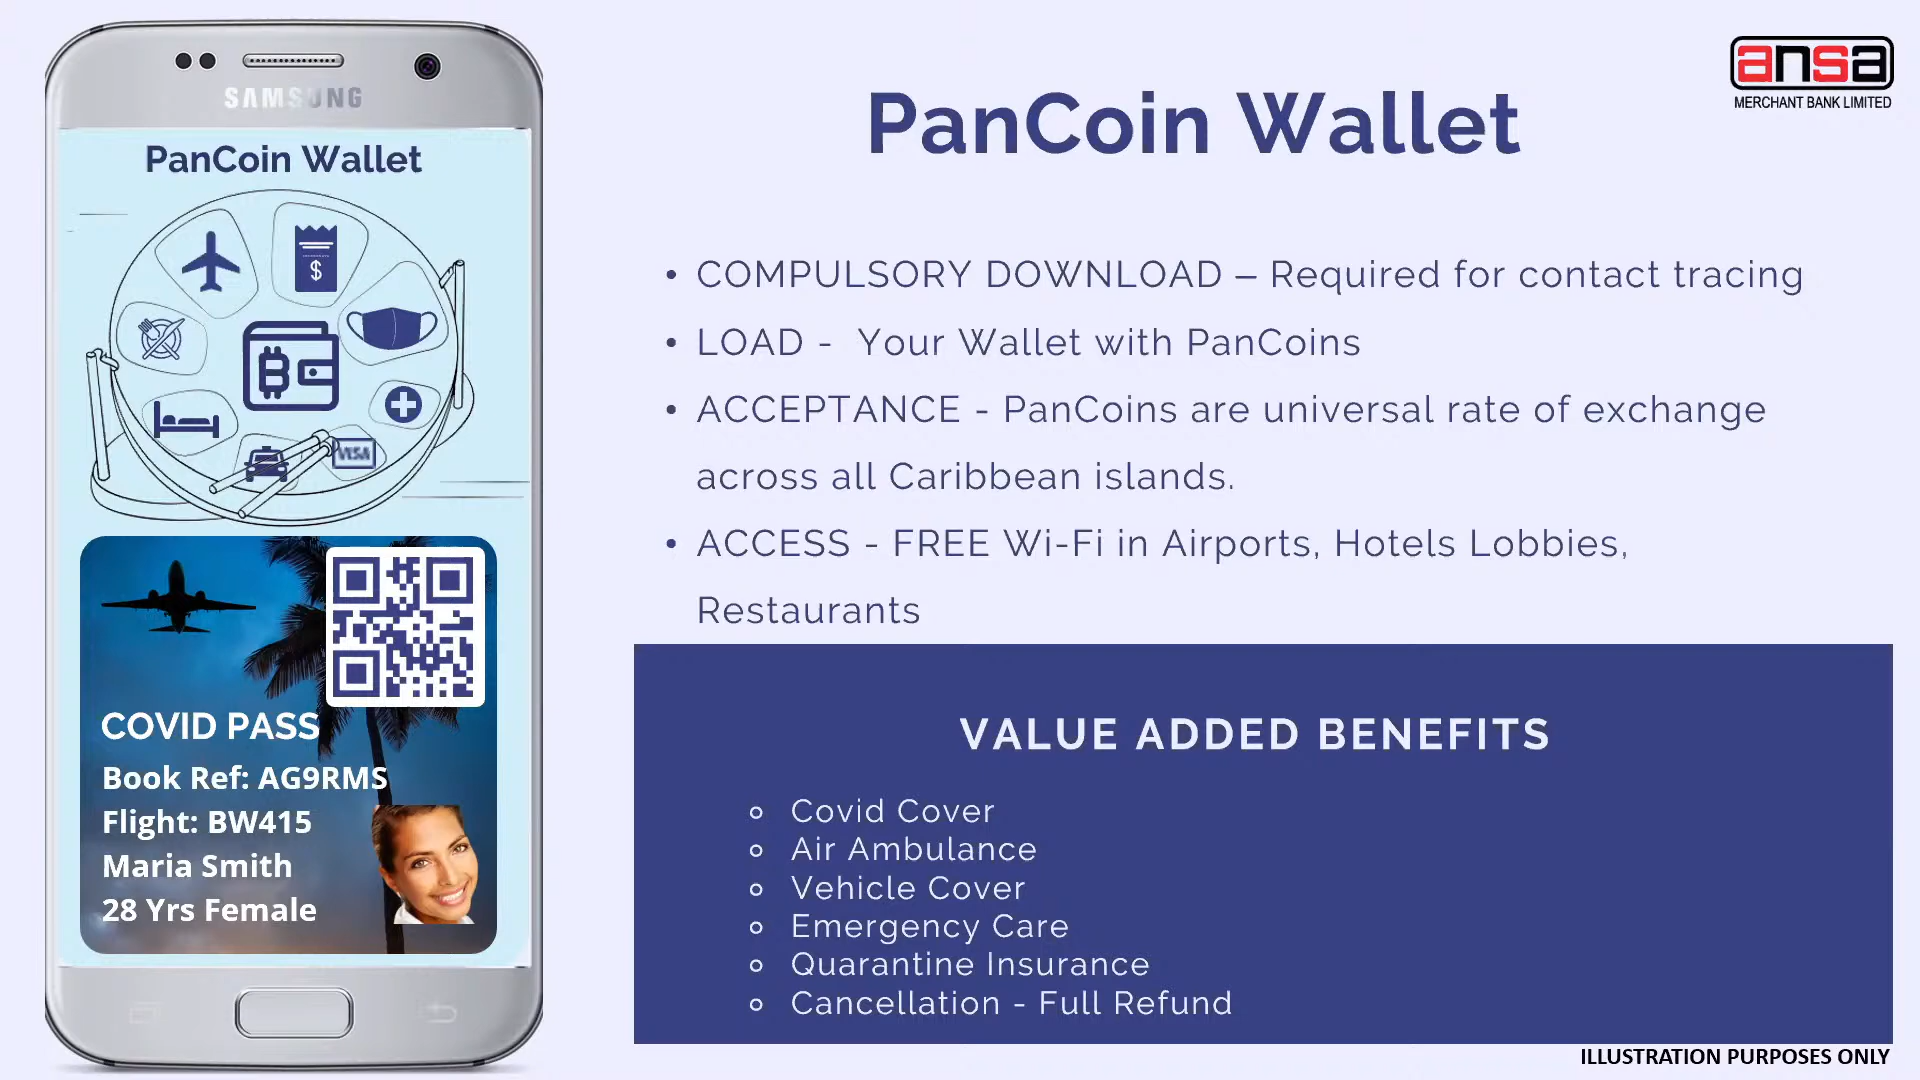 SAMSUNG
PanCoin Wallet
$
VISA
COVID PASS
Book Ref: AG9RMS
Flight: BW415
Maria Smith
28 Yrs Female
ansa
MERCHANT BANK LIMITED
PanCoin Wallet
• COMPULSORY DOWNLOAD – Required for contact tracing
• LOAD - Your Wallet with PanCoins
• ACCEPTANCE - PanCoins are universal rate of exchange
across all Caribbean islands.
• ACCESS - FREE Wi-Fi in Airports, Hotels Lobbies,
Restaurants
VALUE ADDED BENEFITS
Covid Cover
Air Ambulance
Vehicle Cover
Emergency Care
Quarantine Insurance
Cancellation - Full Refund
ILLUSTRATION PURPOSES ONLY